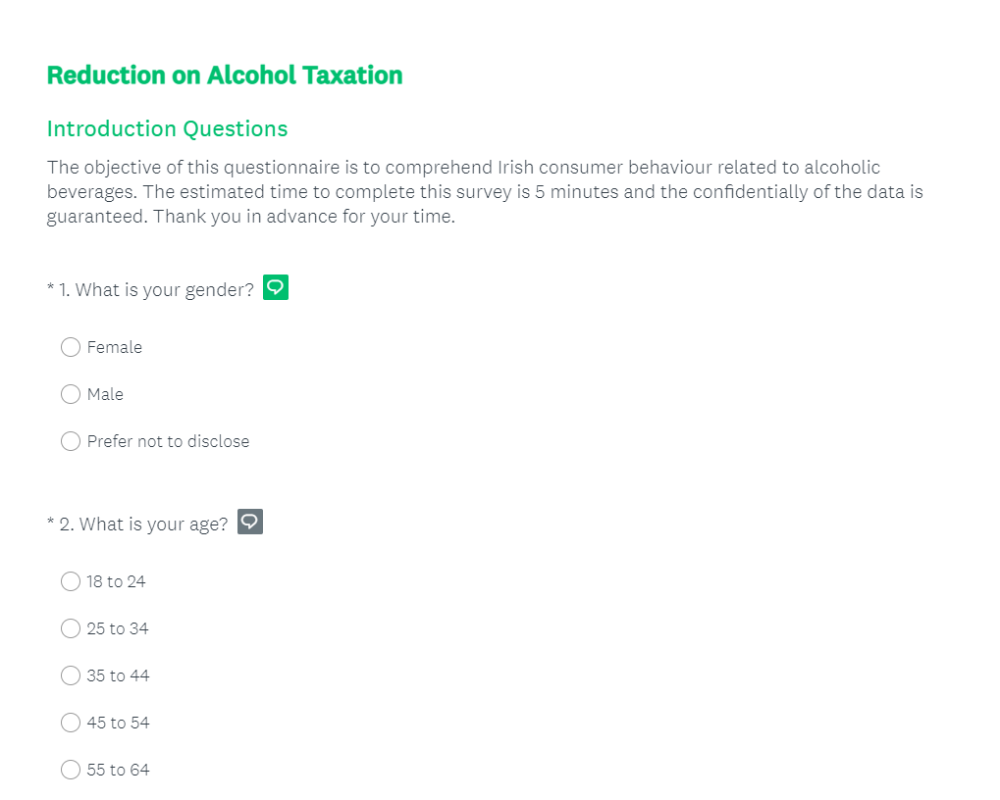 Reduction on Alcohol Taxation
Introduction Questions
The objective of this questionnaire is to comprehend Irish consumer behaviour related to alcoholic
beverages. The estimated time to complete this survey is 5 minutes and the confidentially of the data is
guaranteed. Thank you in advance for your time.
* 1. What is your gender?
Female
Male
Prefer not to disclose
* 2. What is your age?
18 to 24
25 to 34
35 to 44
45 to 54
55 to 64